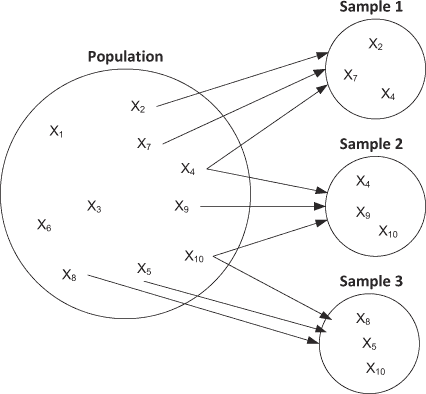 Population
X₂
X₁
X₇
X₄
X₃
X₉
X₆
X₁₀
X₅
X₈
Sample 1
X₂
X₇
X₄
Sample 2
X₄
X₉
X₁₀
Sample 3
X₈
X₅
X₁₀